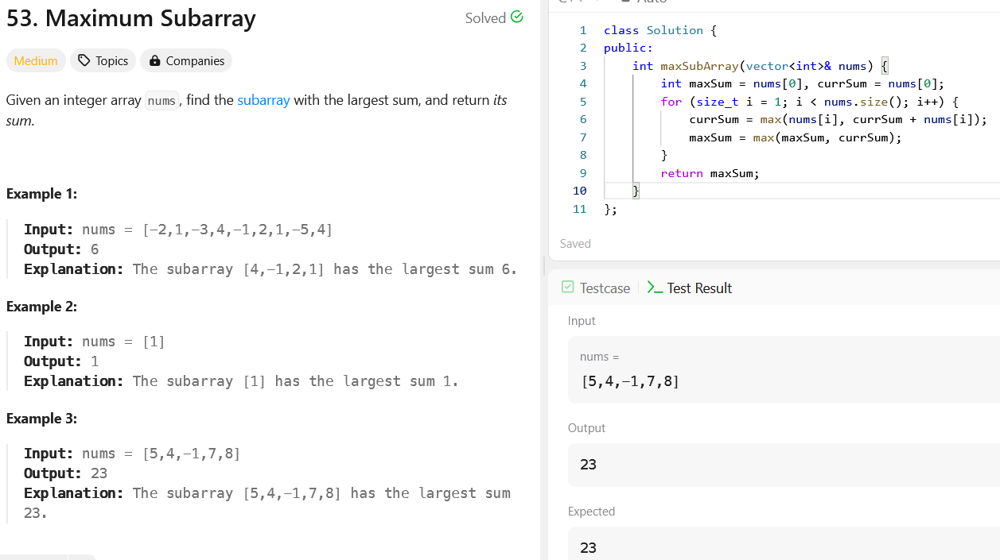 53. Maximum Subarray
Solved
Medium
Topics
Companies
Given an integer array nums, find the subarray with the largest sum, and return its
sum.
Example 1:
Input: nums = [-2,1,-3,4,-1,2,1,-5,4]
Output: 6
Explanation: The subarray [4,-1,2,1] has the largest sum 6.
Example 2:
Input: nums = [1]
Output: 1
Explanation: The subarray [1] has the largest sum 1.
Example 3:
Input: nums = [5,4,-1,7,8]
Output: 23
Explanation: The subarray [5,4,-1,7,8] has the largest sum
23.
Auto
1 class Solution {
2 public:
3     int maxSubArray(vector<int>& nums) {
4         int maxSum = nums[0], currSum = nums[0];
5         for (size_t i = 1; i < nums.size(); i++) {
6             currSum = max(nums[i], currSum + nums[i]);
7             maxSum = max(maxSum, currSum);
8         }
9         return maxSum;
10     }
11 };
Saved
Testcase
Test Result
Input
nums =
[5,4,-1,7,8]
Output
23
Expected
23